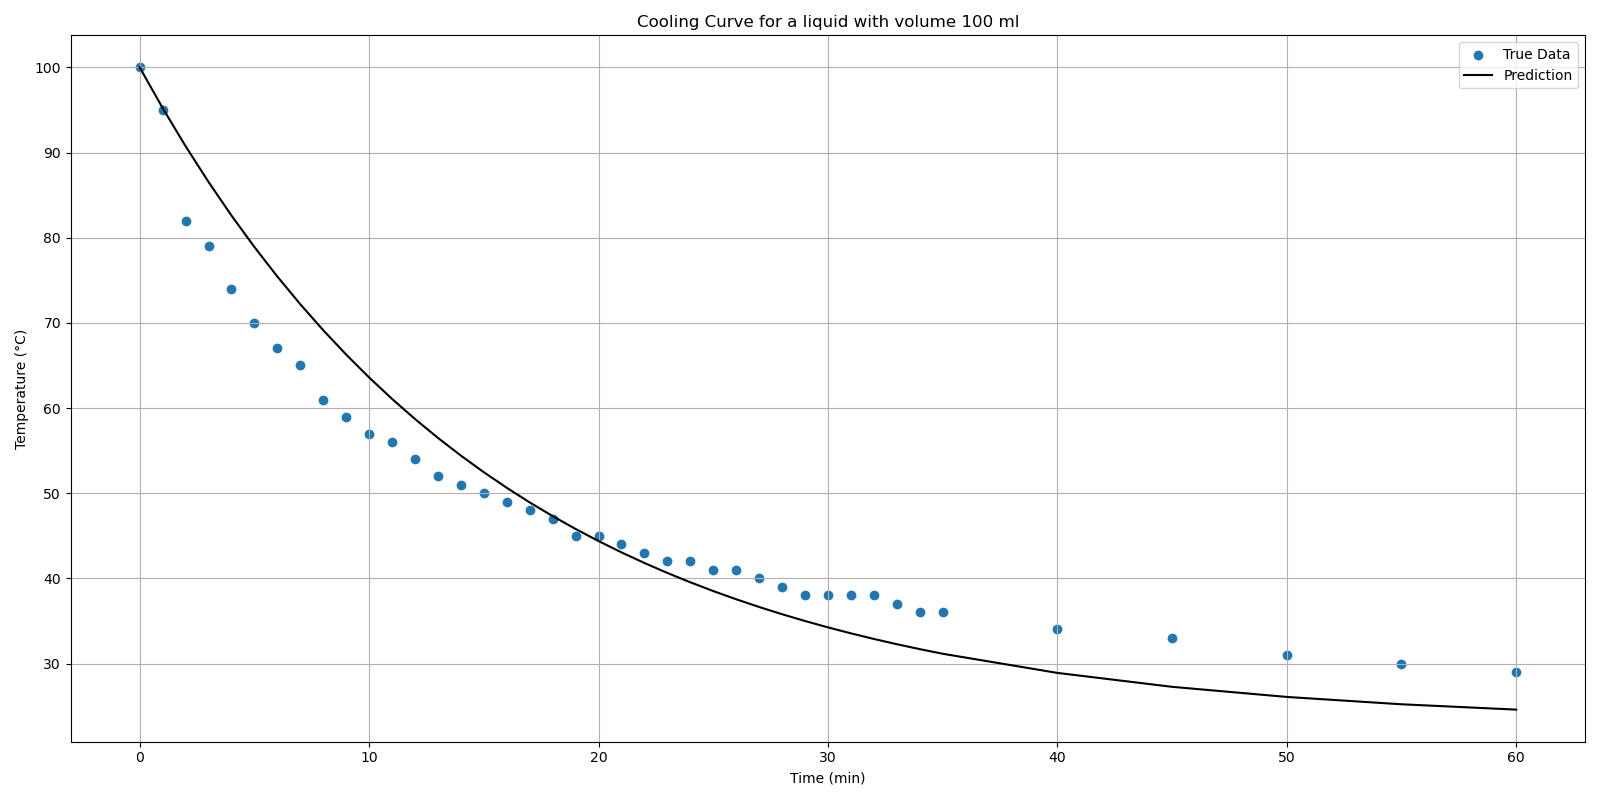 Cooling Curve for a liquid with volume 100 ml
True Data
Prediction
Temperature (°C)
100
90
80
70
60
50
40
30
0 10 20 30 40 50 60
Time (min)